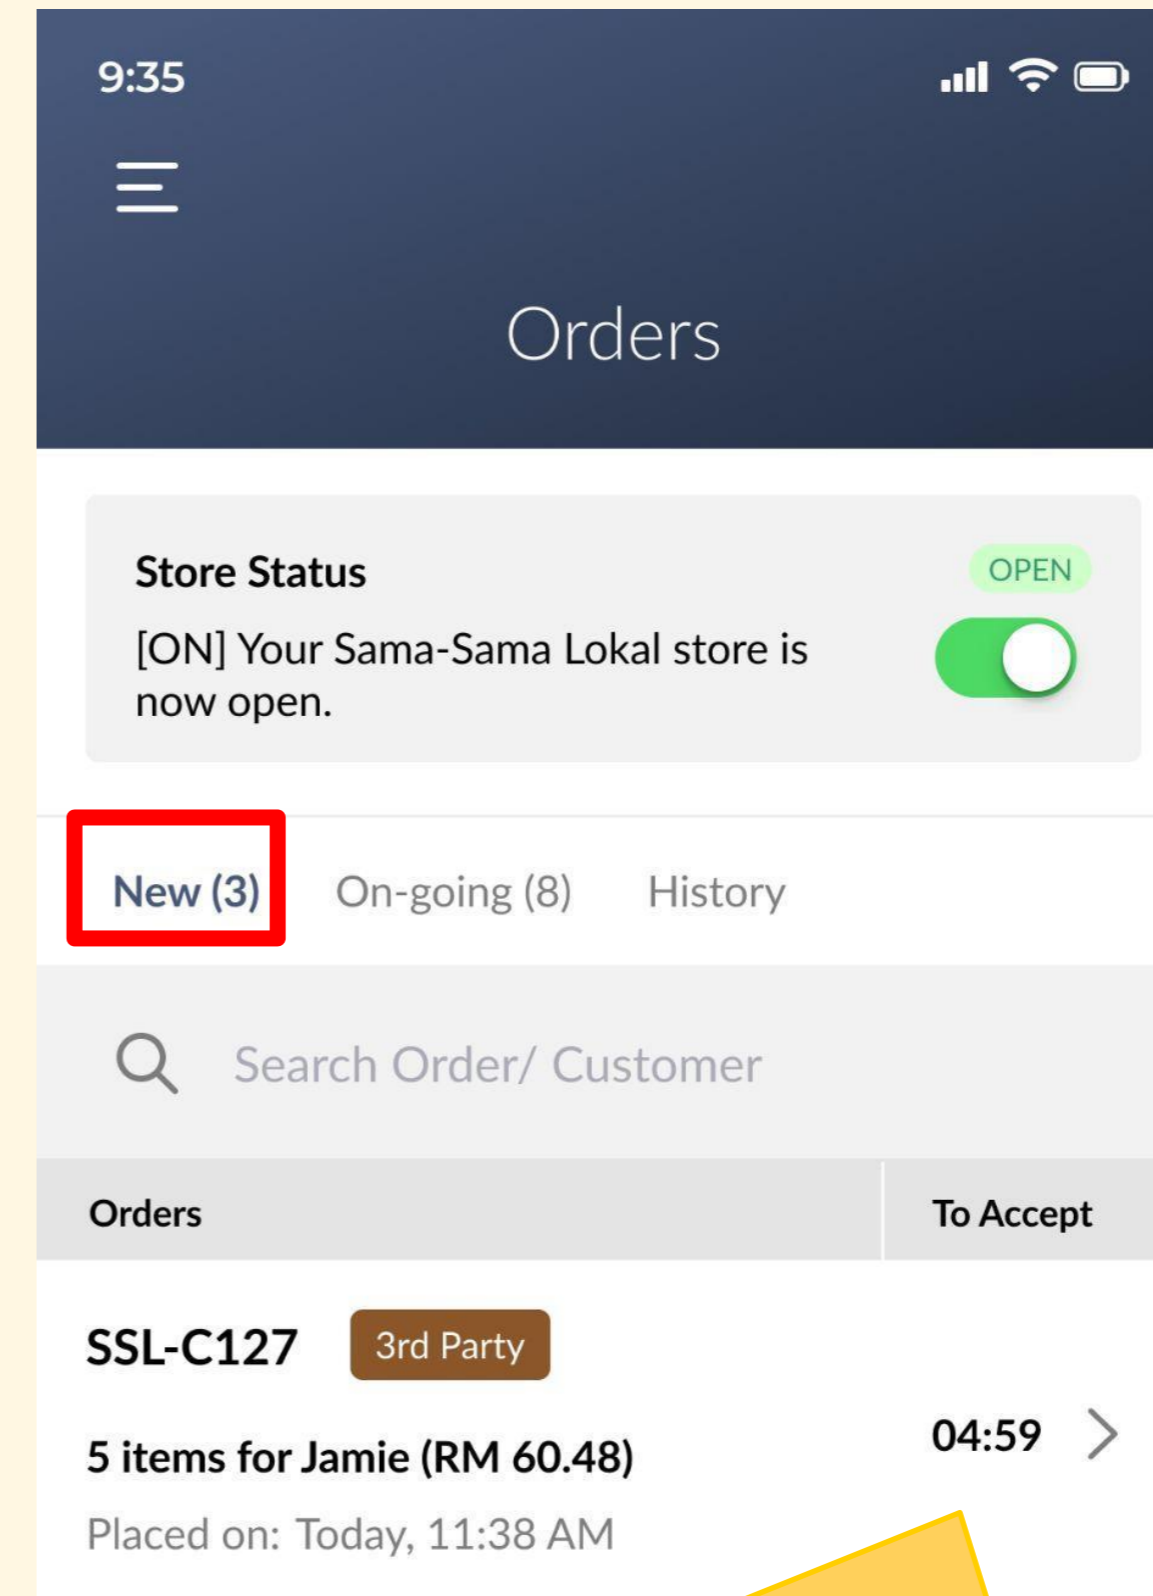 9:35
Orders
Store Status
OPEN
[ON] Your Sama-Sama Lokal store is
now open.
New (3) On-going (8) History
Search Order/ Customer
Orders To Accept
SSL-C127 3rd Party
5 items for Jamie (RM 60.48)
04:59
Placed on: Today, 11:38 AM